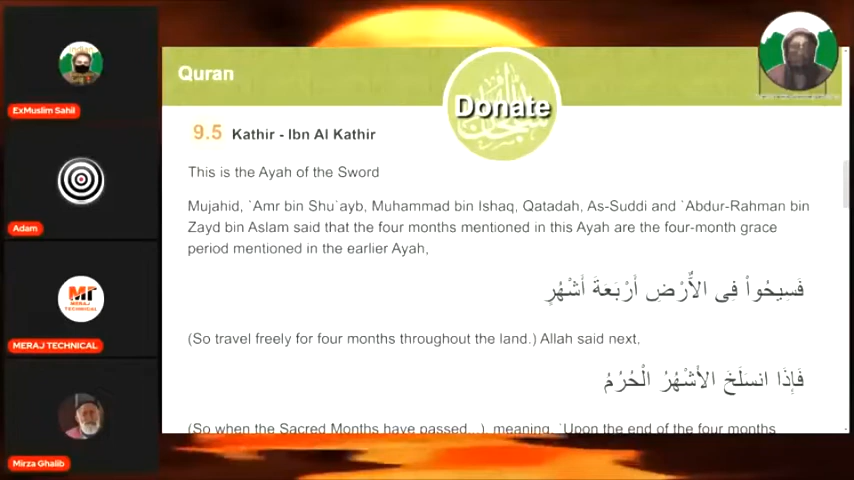 ExMuslim Sahil
Adam
MT
MERAJ
TECHNICAL
MERAJ TECHNICAL
Mirza Ghalib
Quran
Donate
9.5 Kathir - Ibn Al Kathir
This is the Ayah of the Sword
Mujahid, `Amr bin Shu`ayb, Muhammad bin Ishaq, Qatadah, As-Suddi and `Abdur-Rahman bin
Zayd bin Aslam said that the four months mentioned in this Ayah are the four-month grace
period mentioned in the earlier Ayah,
فَسِيحُواْ فِى الاٌّرْضِ أَرْبَعَةَ أَشْهُرٍ
(So travel freely for four months throughout the land.) Allah said next,
فَإِذَا انسَلَخَ الأَشْهُرُ الْحُرُمُ
(So when the Sacred Months have passed...), meaning, `Upon the end of the four months